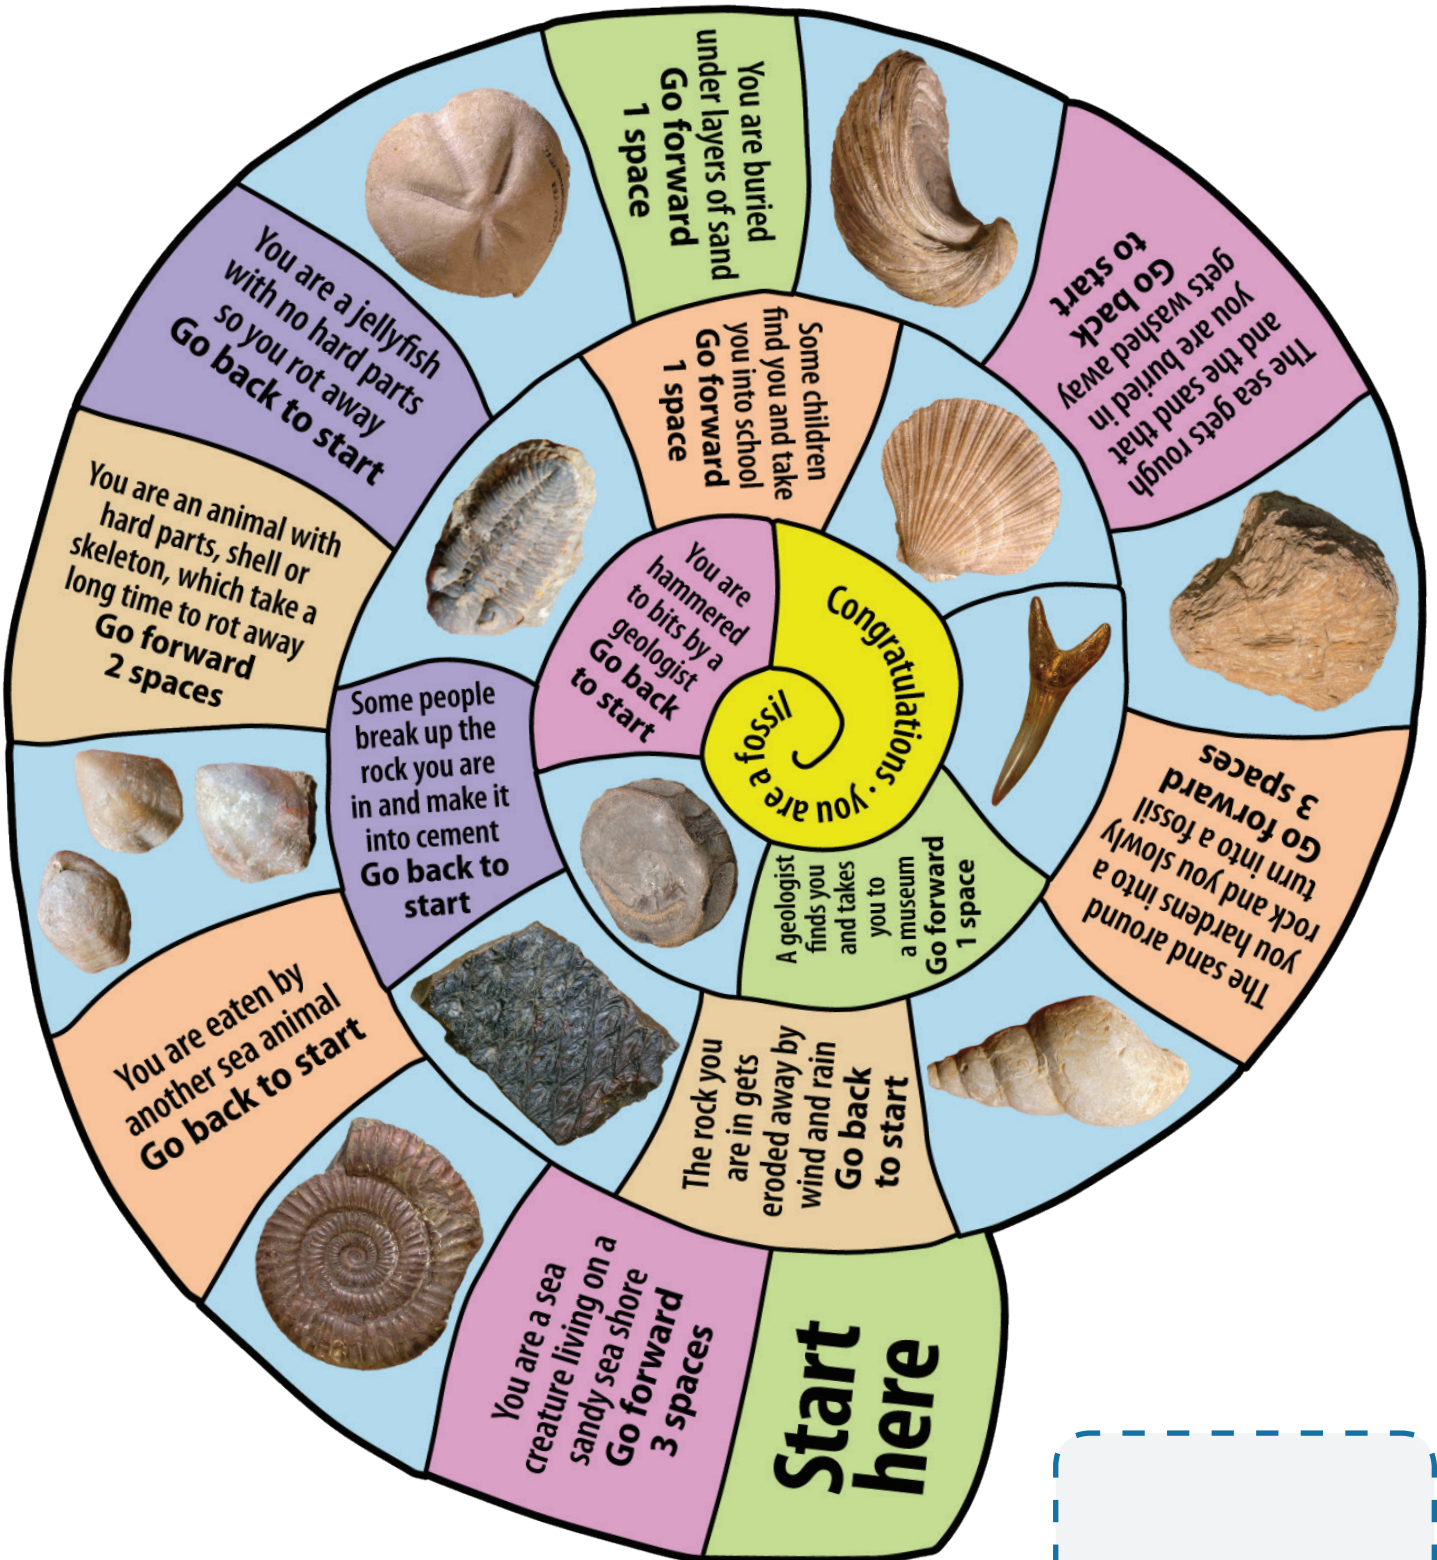 Start
here
You are a sea
creature living on a
sandy sea shore
Go forward
3 spaces
You are eaten by
another sea animal
Go back to start
You are an animal with
hard parts, shell or
skeleton, which take a
long time to rot away
Go forward
2 spaces
You are a jellyfish
with no hard parts
so you rot away
Go back to start
You are buried
under layers of sand
Go forward
1 space
The sea gets rough
and the sand that
you are buried in
gets washed away
Go back
to start
The sand around
you hardens into a
rock and you slowly
turn into a fossil
Go forward
3 spaces
The rock you
are in gets
eroded away by
wind and rain
Go back
to start
Some people
break up the
rock you are
in and make it
into cement
Go back to
start
Some children
find you and take
you into school
Go forward
1 space
A geologist
finds you
and takes
you to
a museum
Go forward
1 space
You are
hammered
to bits by a
geologist
Go back
to start
Congratulations · you are a fossil